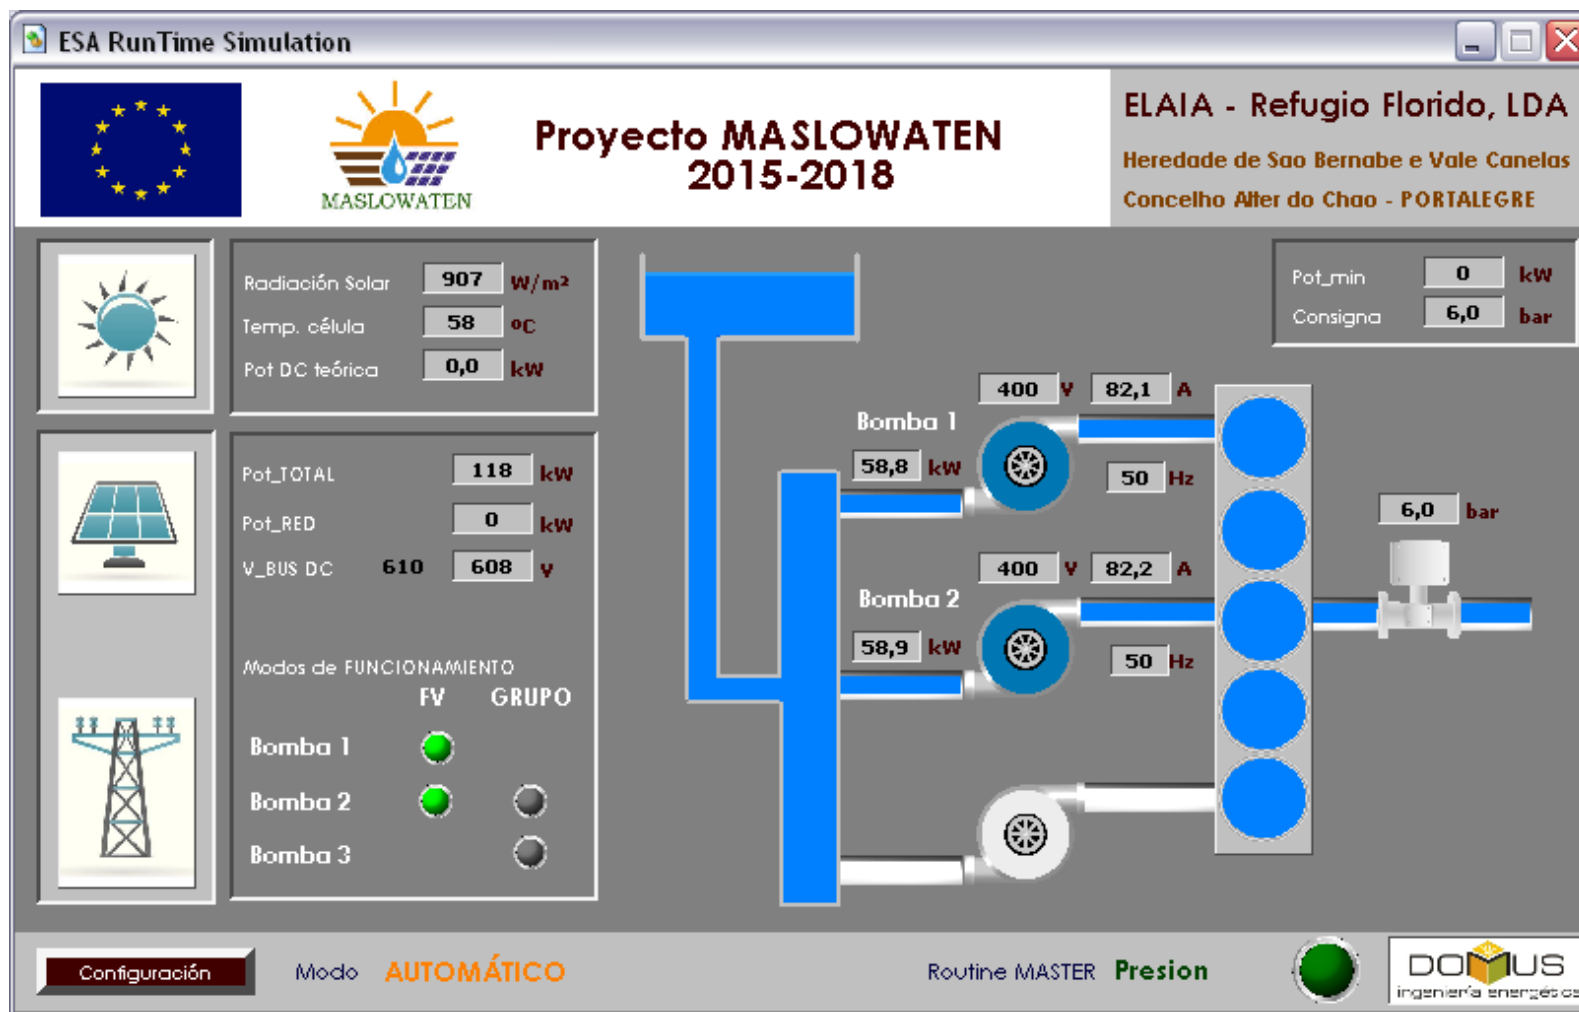 ESA RunTime Simulation
MASLOWATEN
Proyecto MASLOWATEN
2015-2018
ELAIA - Refugio Florido, LDA
Heredade de Sao Bernabe e Vale Canelas
Concelho Alter do Chao - PORTALEGRE
Radiación Solar 907 W/m²
Temp. célula 58 ºC
Pot DC teórica 0,0 kW
Pot_min 0 kW
Consigna 6,0 bar
Pot_TOTAL 118 kW
Pot_RED 0 kW
V_BUS DC 610 608 V
Modos de FUNCIONAMIENTO
FV GRUPO
Bomba 1
Bomba 2
Bomba 3
400 V 82,1 A
Bomba 1
58,8 kW
50 Hz
6,0 bar
400 V 82,2 A
Bomba 2
58,9 kW
50 Hz
Configuración
Modo AUTOMÁTICO
Routine MASTER Presion
DOMUS
ingeniería energética